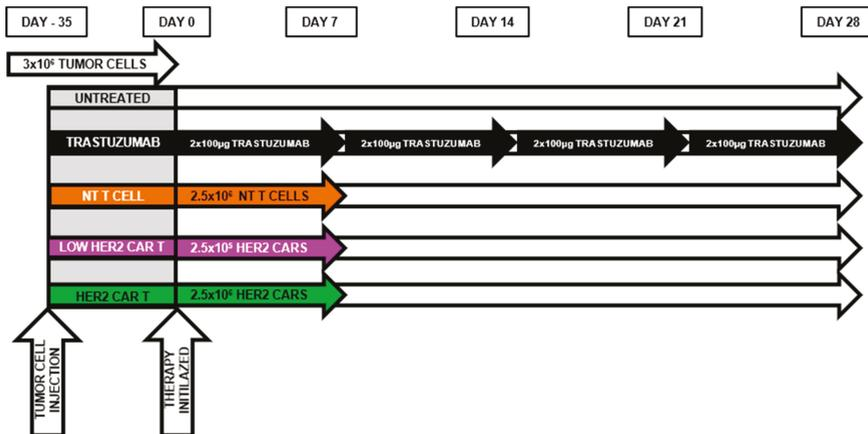 DAY - 35 DAY 0 DAY 7 DAY 14 DAY 21 DAY 28
3x10⁶ TUMOR CELLS
UNTREATED
TRASTUZUMAB 2x100µg TRASTUZUMAB 2x100µg TRASTUZUMAB 2x100µg TRASTUZUMAB 2x100µg TRASTUZUMAB
NT T CELL 2.5x10⁶ NT T CELLS
LOW HER2 CAR T 2.5x10⁵ HER2 CARS
HER2 CAR T 2.5x10⁶ HER2 CARS
TUMOR CELL
INJECTION
THERAPY
INITILAZED